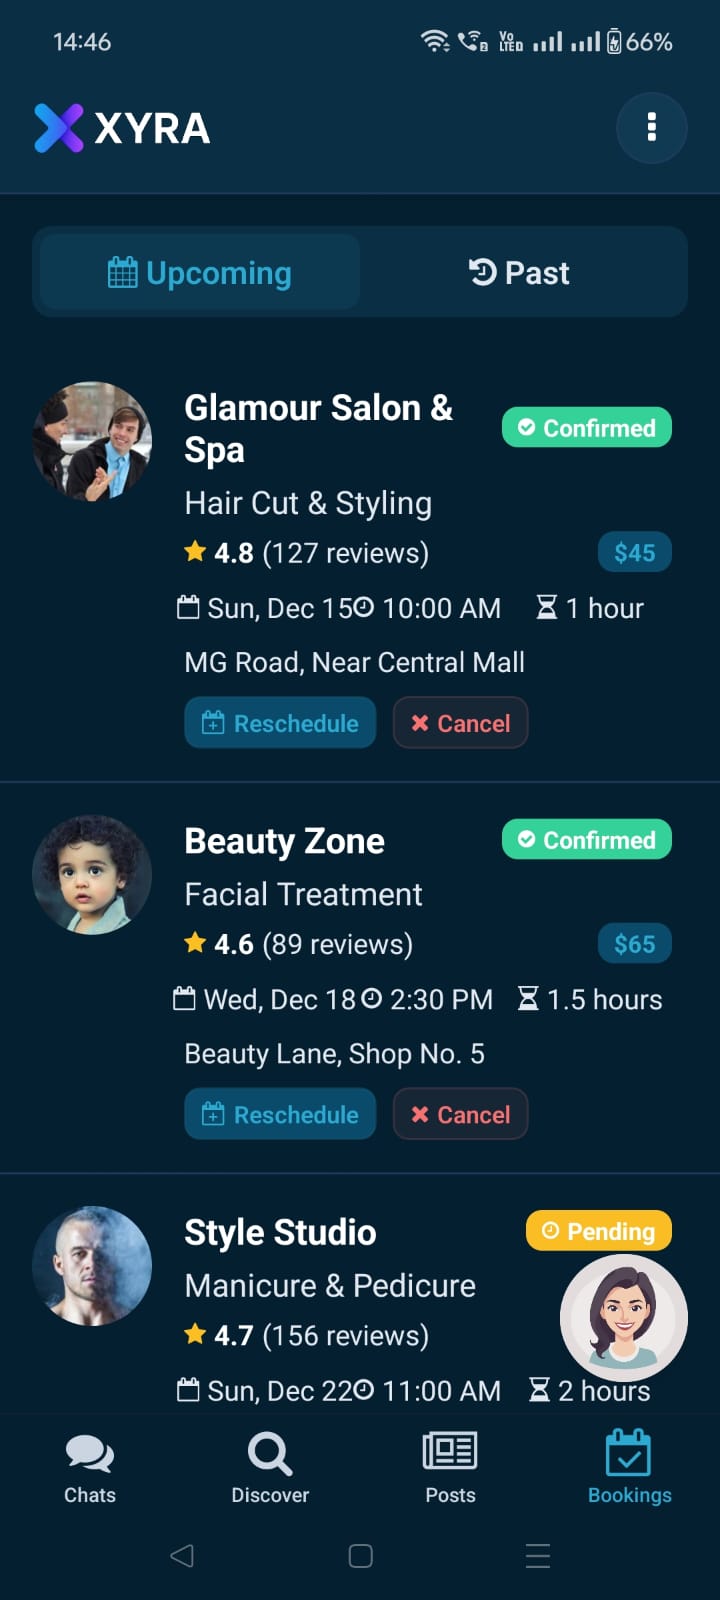 14:46
Vo LTED
2
66%
XYRA
Upcoming
Past
Glamour Salon &
Spa
Confirmed
Hair Cut & Styling
4.8 (127 reviews)
$45
Sun, Dec 15 10:00 AM 1 hour
MG Road, Near Central Mall
Reschedule Cancel
Beauty Zone
Confirmed
Facial Treatment
4.6 (89 reviews)
$65
Wed, Dec 18 2:30 PM 1.5 hours
Beauty Lane, Shop No. 5
Reschedule Cancel
Style Studio
Pending
Manicure & Pedicure
4.7 (156 reviews)
Sun, Dec 22 11:00 AM 2 hours
Chats Discover Posts Bookings